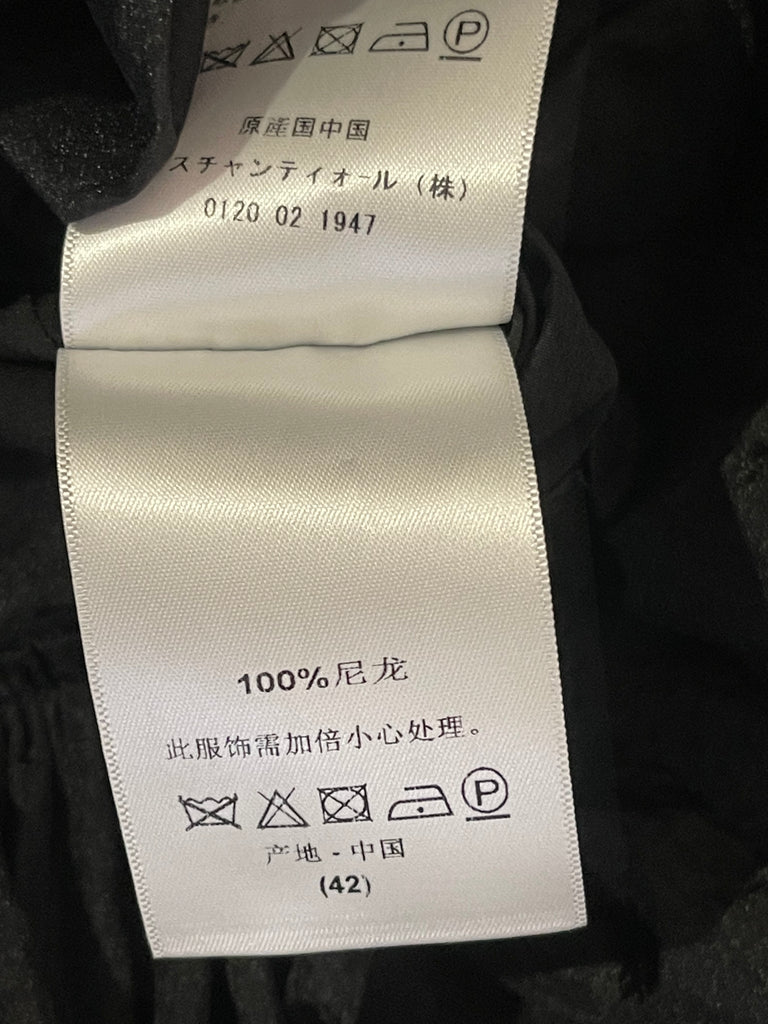 原産国中国
スチャンティオール (株)
0120 02 1947
100%尼龙
此服饰需加倍小心处理。
P
产地 - 中国
(42)